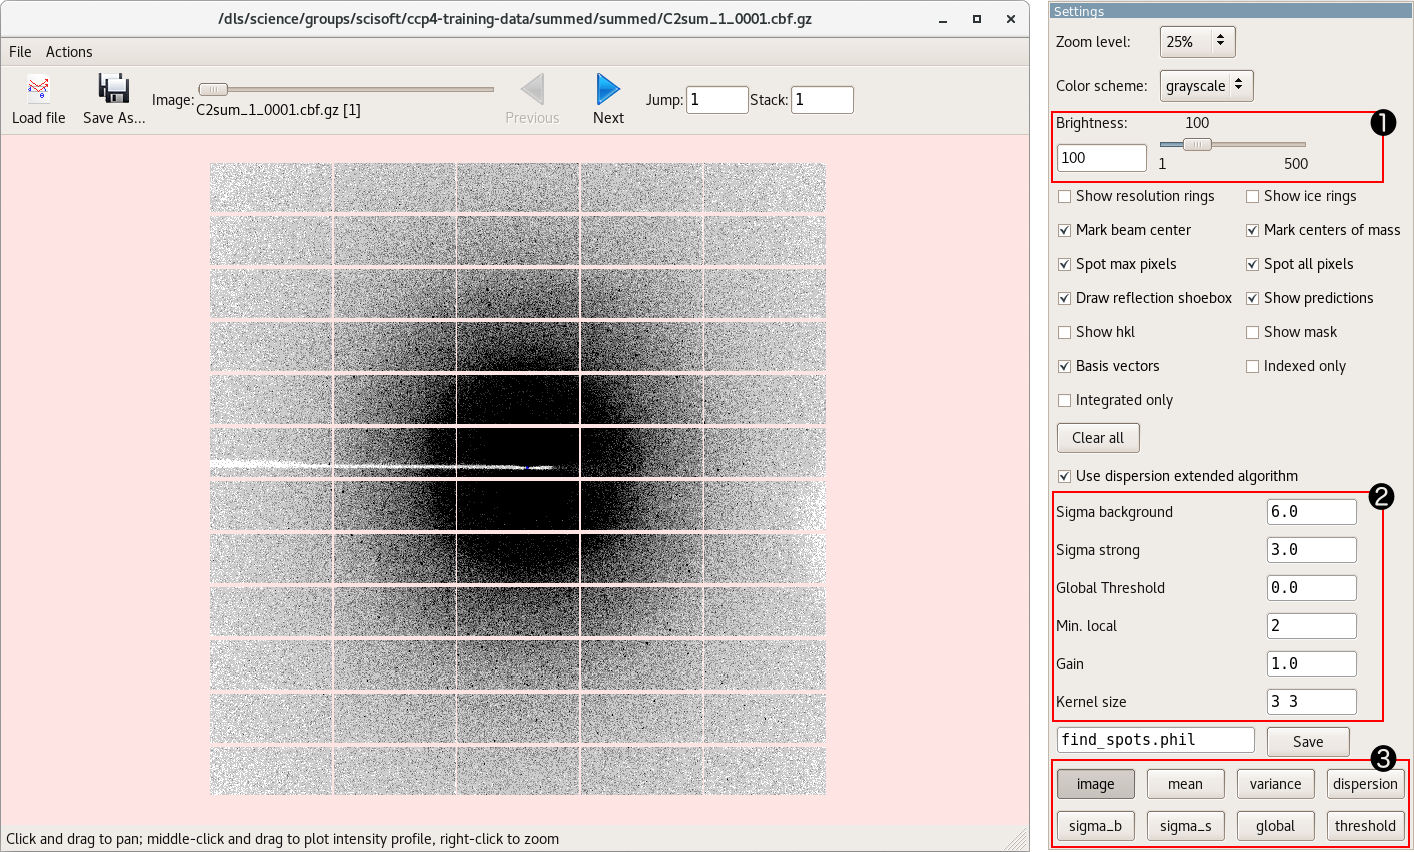 /dls/science/groups/scisoft/ccp4-training-data/summed/summed/C2sum_1_0001.cbf.gz
File Actions
Load file Save As... Image: C2sum_1_0001.cbf.gz [1] Previous Next Jump: 1 Stack: 1
Click and drag to pan; middle-click and drag to plot intensity profile, right-click to zoom
Settings
Zoom level: 25%
Color scheme: grayscale
1
Brightness: 100
100
1 500
Show resolution rings Show ice rings
Mark beam center Mark centers of mass
Spot max pixels Spot all pixels
Draw reflection shoebox Show predictions
Show hkl Show mask
Basis vectors Indexed only
Integrated only
Clear all
Use dispersion extended algorithm
2
Sigma background 6.0
Sigma strong 3.0
Global Threshold 0.0
Min. local 2
Gain 1.0
Kernel size 3 3
find_spots.phil Save
3
image mean variance dispersion
sigma_b sigma_s global threshold